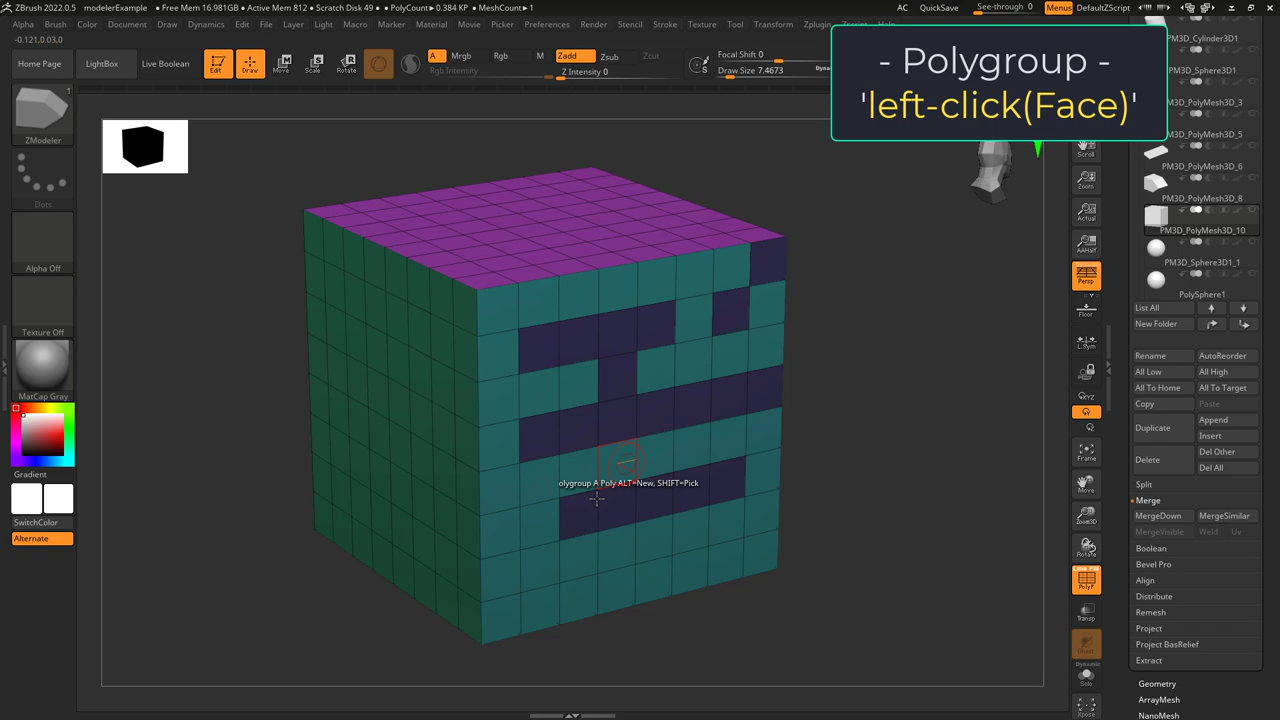 ZBrush 2022.0.5
modelerExample
• Free Mem 16.981GB • Active Mem 812 • Scratch Disk 49 • PolyCount▸0.384 KP • MeshCount▸1
AC
QuickSave
See-through 0
Menus
DefaultZScript
Alpha Brush Color Document Draw Dynamics Edit File Layer Light Macro Marker Material Movie Picker Preferences Render Stencil Stroke Texture Tool Transform Zplugin
-0.121,0.03,0
Home Page
LightBox
Live Boolean
Edit
Draw
Move
Scale
Rotate
A
Mrgb
Rgb
M
Rgb Intensity
Zadd
Zsub
Zcut
Z Intensity 0
Focal Shift 0
Draw Size 7.4673
S
- Polygroup -
'left-click(Face)'
1
ZModeler
Dots
Alpha Off
Texture Off
MatCap Gray
Gradient
SwitchColor
Alternate
olygroup A Poly ALT=New, SHIFT=Pick
Scroll
Zoom
Actual
AAHalf
Persp
Floor
L.Sym
XYZ
Frame
Move
Zoom3D
Rotate
Line Fill
PolyF
Transp
Ghost
Dynamic
Solo
Xpose
PM3D_Cylinder3D1
PM3D_Sphere3D1
PM3D_PolyMesh3D_3
PM3D_PolyMesh3D_5
PM3D_PolyMesh3D_6
PM3D_PolyMesh3D_8
PM3D_PolyMesh3D_10
PM3D_Sphere3D1_1
PolySphere1
List All
New Folder
Rename
AutoReorder
All Low
All High
All To Home
All To Target
Copy
Paste
Duplicate
Append
Insert
Delete
Del Other
Del All
Split
Merge
MergeDown
MergeSimilar
MergeVisible
Weld
Uv
Boolean
Bevel Pro
Align
Distribute
Remesh
Project
Project BasRelief
Extract
Geometry
ArrayMesh
NanoMesh